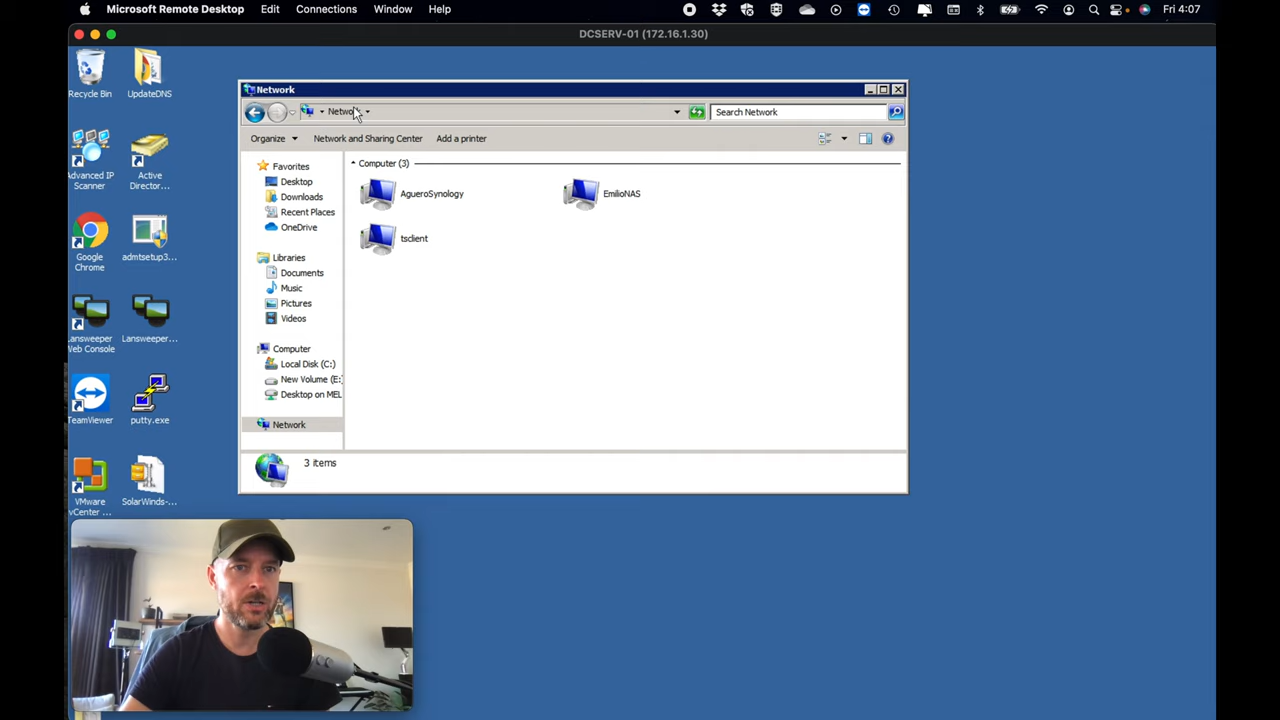 Microsoft Remote Desktop Edit Connections Window Help Fri 4:07
DCSERV-01 (172.16.1.30)
Recycle Bin
UpdateDNS
Advanced IP
Scanner
Active
Director...
Google
Chrome
admtsetup3...
Lansweeper
Web Console
Lansweeper...
TeamViewer
putty.exe
VMware
vCenter ...
SolarWinds-...
Network
Network
Search Network
Organize Network and Sharing Center Add a printer
Favorites
Desktop
Downloads
Recent Places
OneDrive
Libraries
Documents
Music
Pictures
Videos
Computer
Local Disk (C:)
New Volume (E:)
Desktop on MEL
Network
Computer (3)
AgueroSynology
EmilioNAS
tsclient
3 items